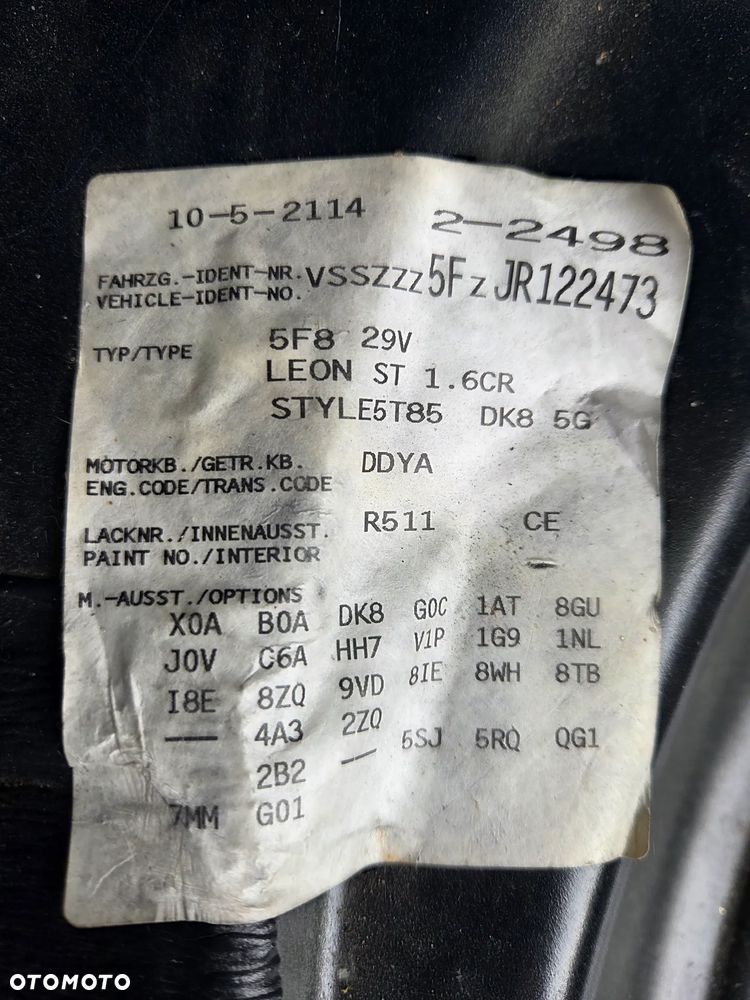 10-5-2114 2-2498
FAHRZG.-IDENT-NR. VSSZZZ5FZJR122473
VEHICLE-IDENT-NO.
TYP/TYPE 5F8 29V
LEON ST 1.6CR
STYLE5T85 DK8 5G
MOTORKB./GETR.KB. DDYA
ENG.CODE/TRANS.CODE
LACKNR./INNENAUSST. R511 CE
PAINT NO./INTERIOR
M.-AUSST./OPTIONS
X0A B0A DK8 G0C 1AT 8GU
J0V C6A HH7 V1P 1G9 1NL
I8E 8ZQ 9VD 8IE 8WH 8TB
4A3 2ZQ 5SJ 5RQ QG1
2B2
7MM G01
OTOMOTO